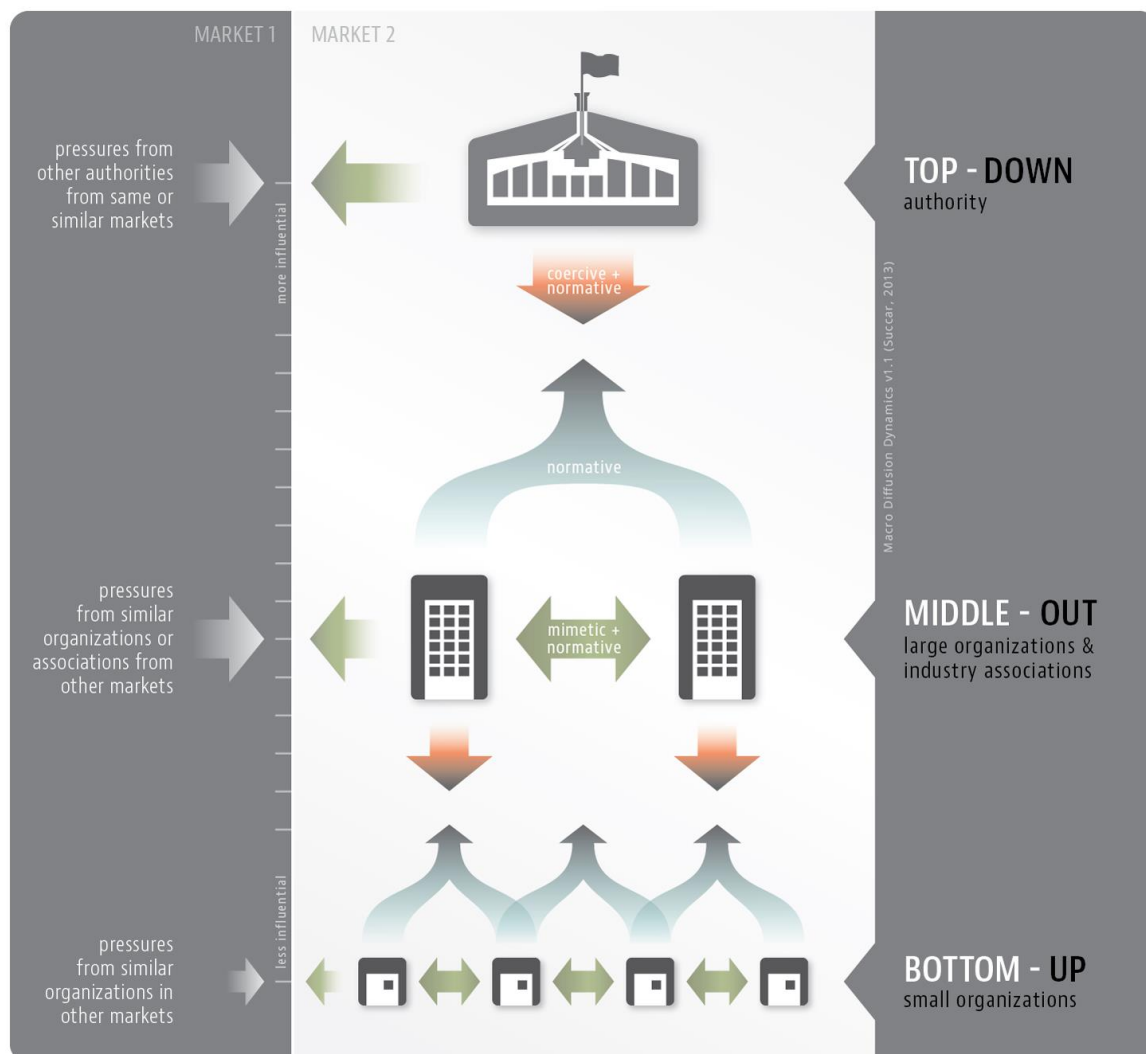 MARKET 1
MARKET 2
pressures from
other authorities
from same or
similar markets
more influential
coercive +
normative
TOP - DOWN
authority
Macro Diffusion Dynamics v1.1 (Succar, 2013)
normative
pressures
from similar
organizations or
associations from
other markets
mimetic +
normative
MIDDLE - OUT
large organizations &
industry associations
less influential
pressures
from similar
organizations in
other markets
BOTTOM - UP
small organizations